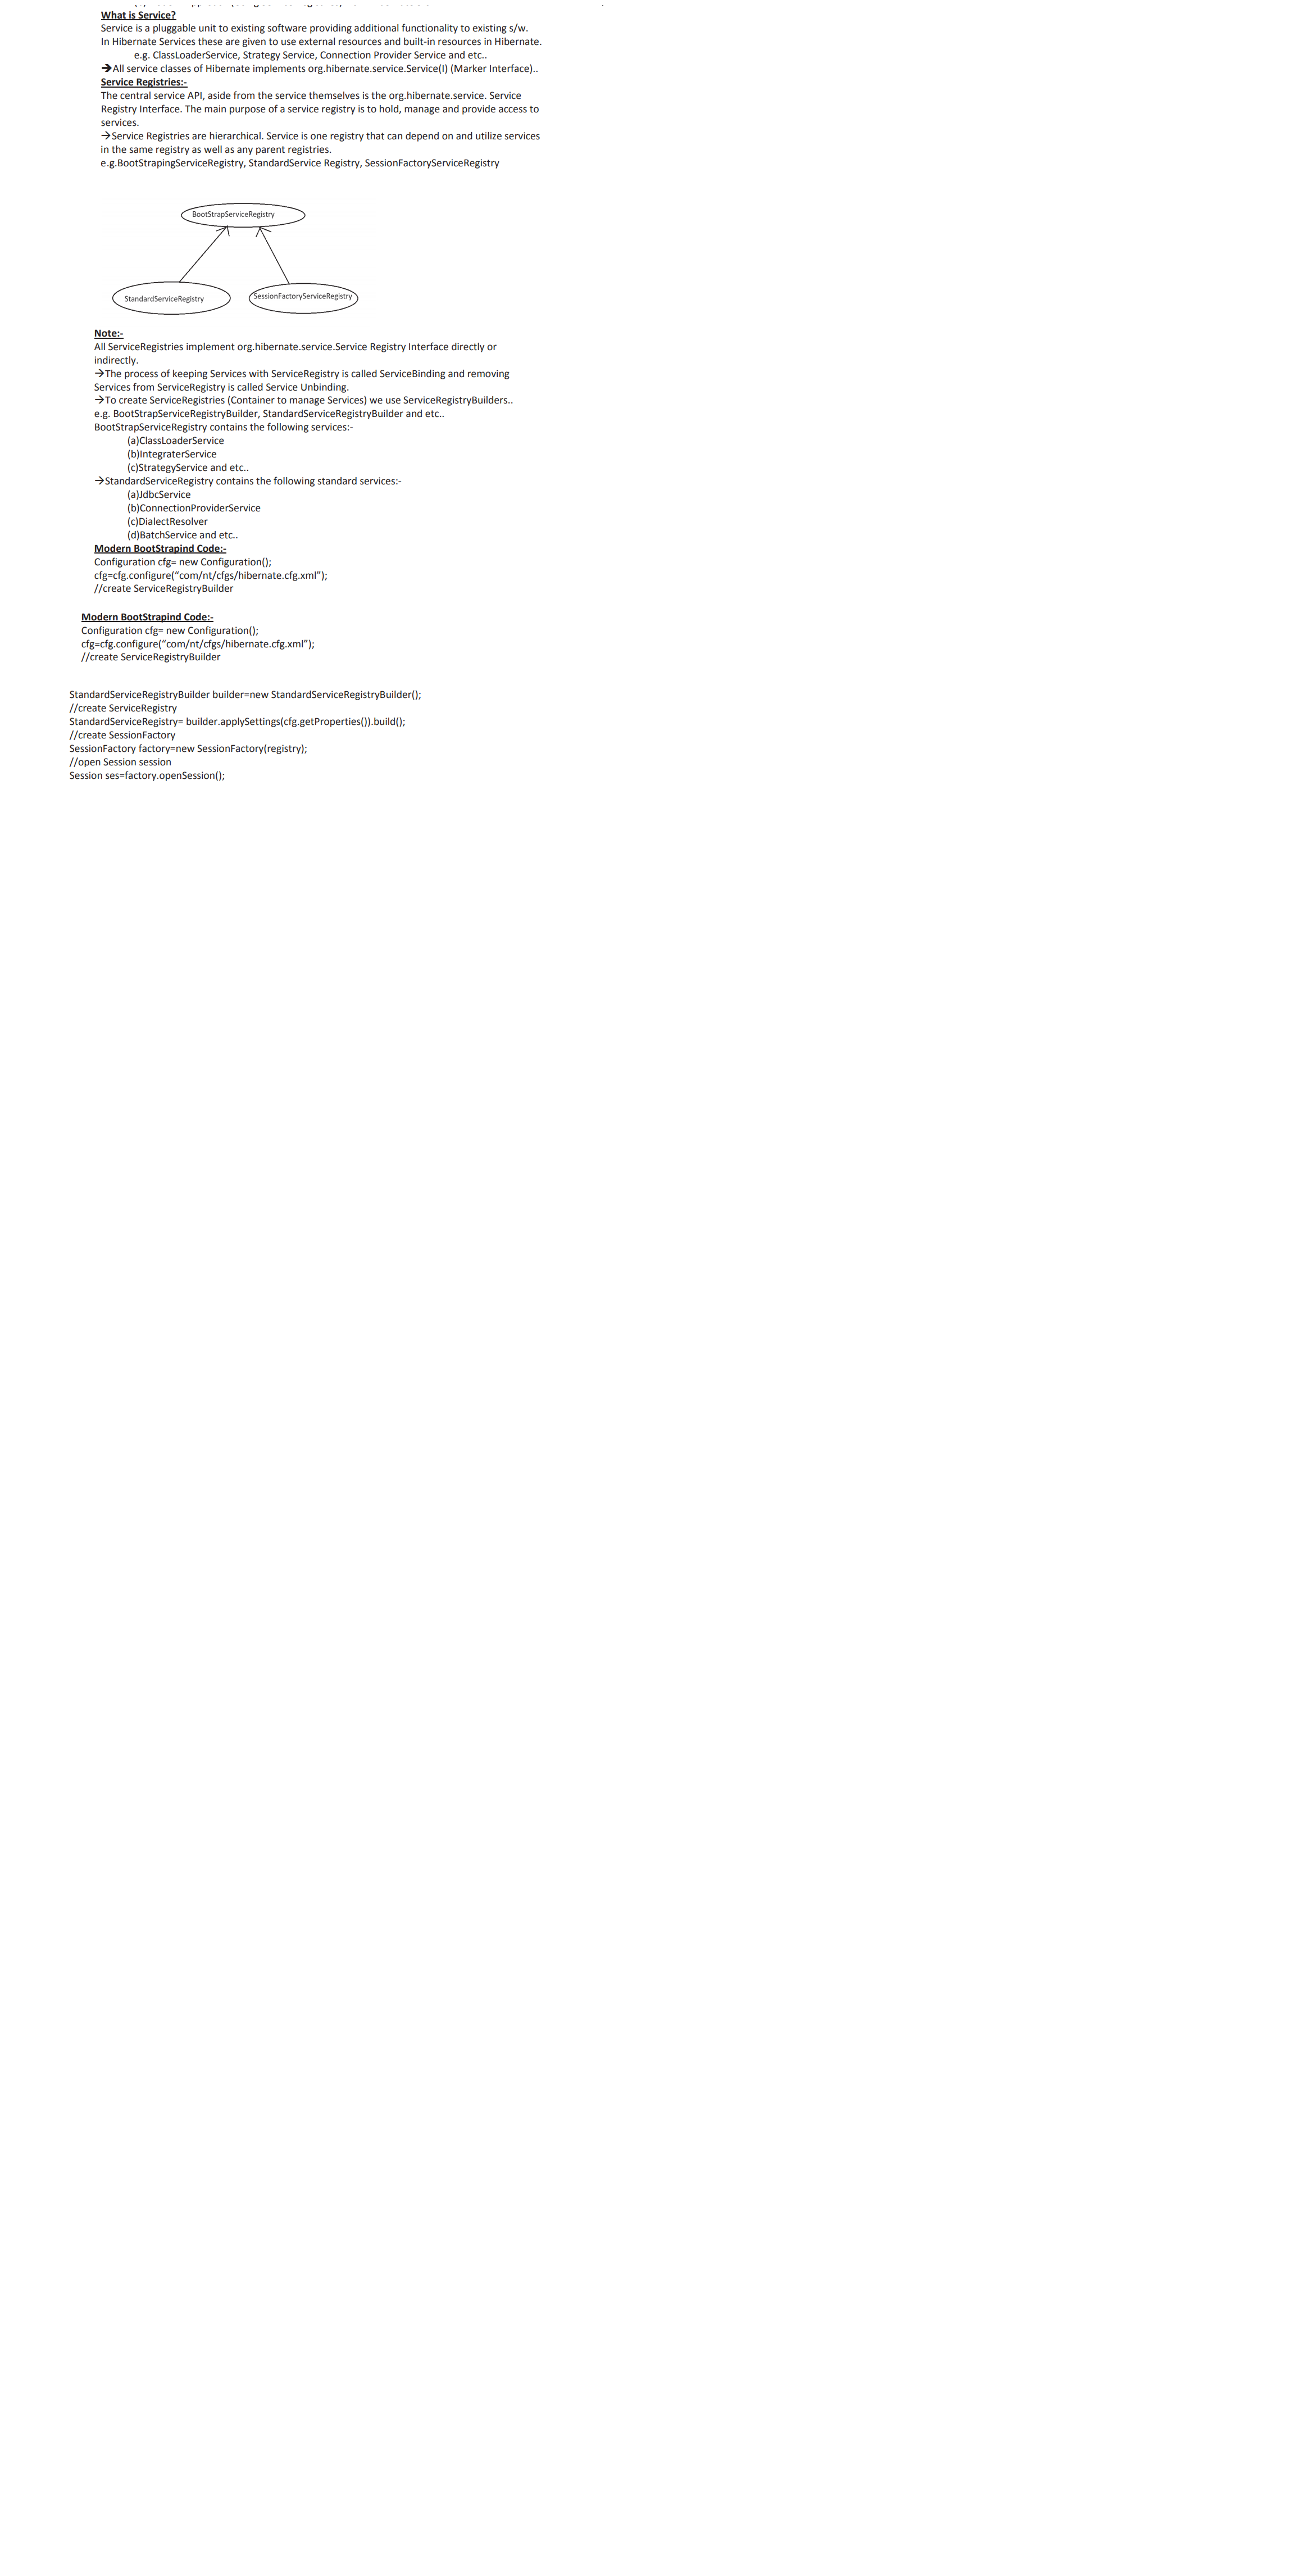 What is Service?
Service is a pluggable unit to existing software providing additional functionality to existing s/w.
In Hibernate Services these are given to use external resources and built-in resources in Hibernate.
e.g. ClassLoaderService, Strategy Service, Connection Provider Service and etc..
➔All service classes of Hibernate implements org.hibernate.service.Service(I) (Marker Interface)..
Service Registries:-
The central service API, aside from the service themselves is the org.hibernate.service. Service
Registry Interface. The main purpose of a service registry is to hold, manage and provide access to
services.
→Service Registries are hierarchical. Service is one registry that can depend on and utilize services
in the same registry as well as any parent registries.
e.g.BootStrapingServiceRegistry, StandardService Registry, SessionFactoryServiceRegistry
BootStrapServiceRegistry
StandardServiceRegistry
SessionFactoryServiceRegistry
Note:-
All ServiceRegistries implement org.hibernate.service.Service Registry Interface directly or
indirectly.
→The process of keeping Services with ServiceRegistry is called ServiceBinding and removing
Services from ServiceRegistry is called Service Unbinding.
→To create ServiceRegistries (Container to manage Services) we use ServiceRegistryBuilders..
e.g. BootStrapServiceRegistryBuilder, StandardServiceRegistryBuilder and etc..
BootStrapServiceRegistry contains the following services:-
(a)ClassLoaderService
(b)IntegraterService
(c)StrategyService and etc..
→StandardServiceRegistry contains the following standard services:-
(a)JdbcService
(b)ConnectionProviderService
(c)DialectResolver
(d)BatchService and etc..
Modern BootStrapind Code:-
Configuration cfg= new Configuration();
cfg=cfg.configure(“com/nt/cfgs/hibernate.cfg.xml”);
//create ServiceRegistryBuilder
Modern BootStrapind Code:-
Configuration cfg= new Configuration();
cfg=cfg.configure(“com/nt/cfgs/hibernate.cfg.xml”);
//create ServiceRegistryBuilder
StandardServiceRegistryBuilder builder=new StandardServiceRegistryBuilder();
//create ServiceRegistry
StandardServiceRegistry= builder.applySettings(cfg.getProperties()).build();
//create SessionFactory
SessionFactory factory=new SessionFactory(registry);
//open Session session
Session ses=factory.openSession();